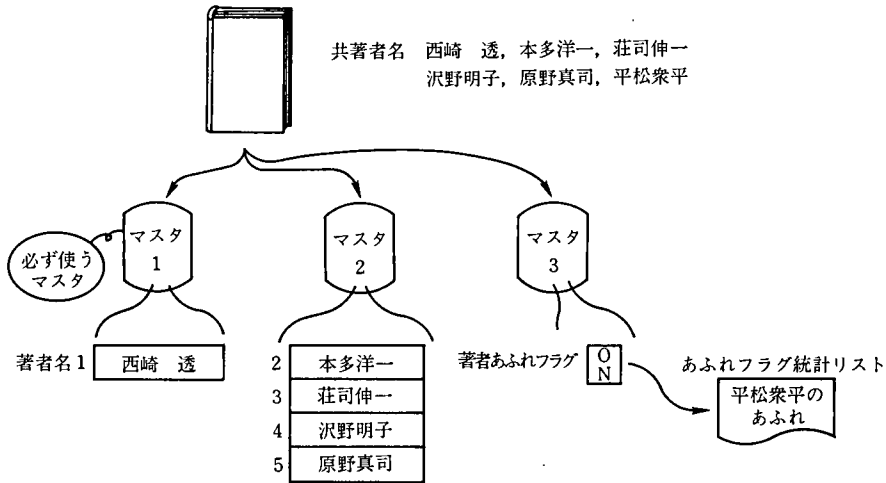 共著者名 西崎 透，本多洋一，荘司伸一
沢野明子，原野真司，平松衆平
必ず使う
マスタ
マスタ
1
マスタ
2
マスタ
3
著者名1 西崎 透
2 本多洋一
3 荘司伸一
4 沢野明子
5 原野真司
著者あふれフラグ ON
あふれフラグ統計リスト
平松衆平の
あふれ